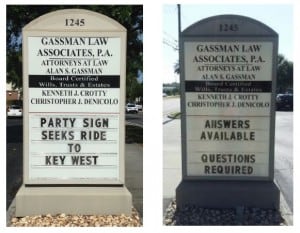 1245
GASSMAN LAW
ASSOCIATES, P.A.
ATTORNEYS AT LAW
ALAN S. GASSMAN
Board Certified
Wills, Trusts & Estates
KENNETH J. CROTTY
CHRISTOPHER J. DENICOLO
PARTY SIGN
SEEKS RIDE
TO
KEY WEST
1245
GASSMAN LAW
ASSOCIATES, P.A.
ATTORNEYS AT LAW
ALAN S. GASSMAN
Board Certified
Wills, Trusts & Estates
KENNETH J. CROTTY
CHRISTOPHER J. DENICOLO
ANSWERS
AVAILABLE
QUESTIONS
REQUIRED